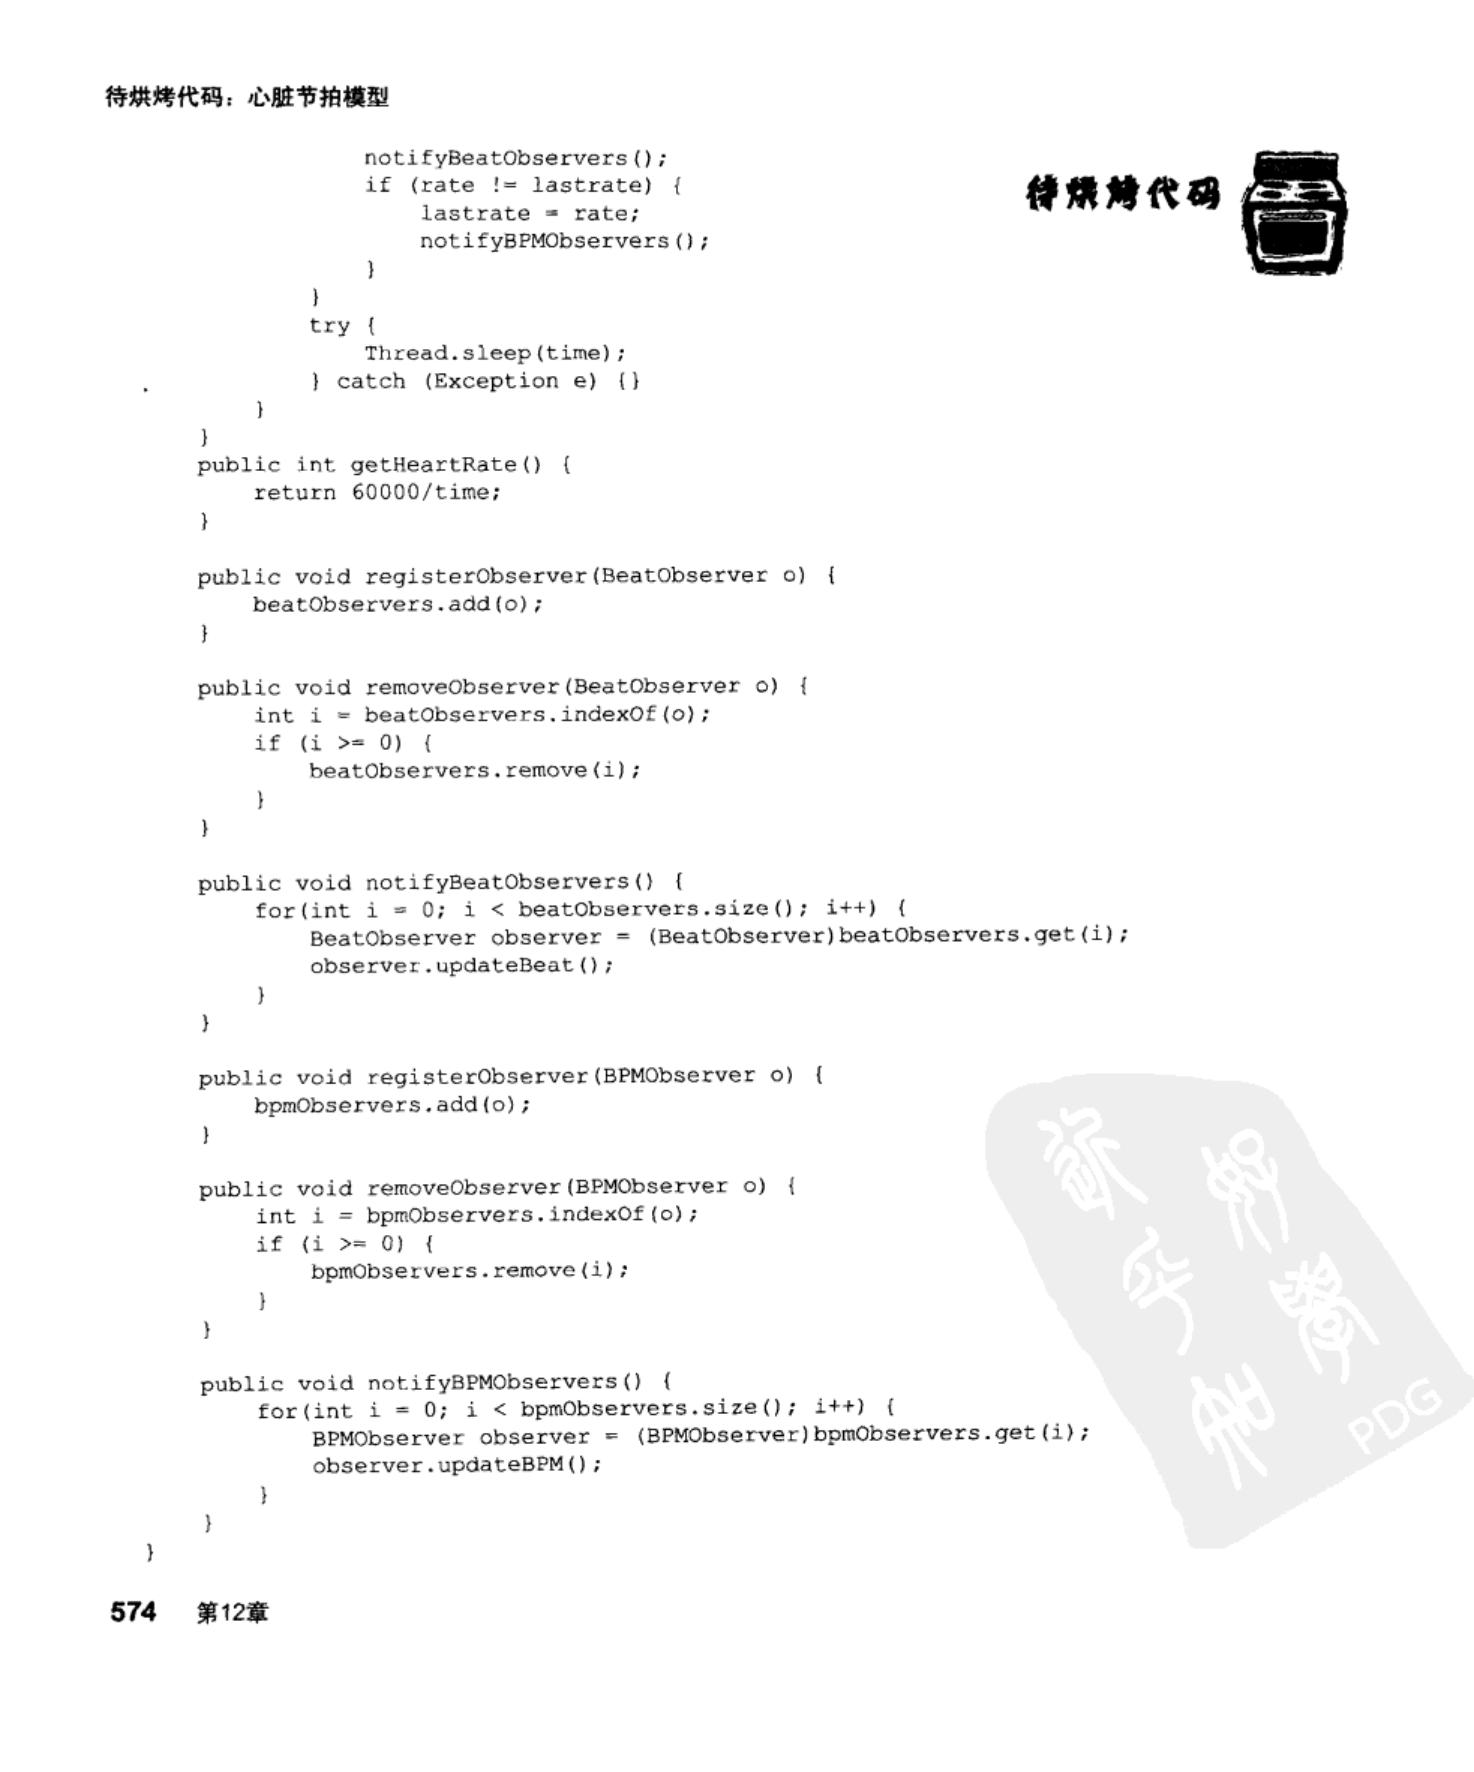 待烘烤代码：心脏节拍模型
待烘烤代码
                notifyBeatObservers();
                if (rate != lastrate) {
                    lastrate = rate;
                    notifyBPMObservers();
                }
            }
            try {
                Thread.sleep(time);
            } catch (Exception e) {}
        }
    }
    public int getHeartRate() {
        return 60000/time;
    }

    public void registerObserver(BeatObserver o) {
        beatObservers.add(o);
    }

    public void removeObserver(BeatObserver o) {
        int i = beatObservers.indexOf(o);
        if (i >= 0) {
            beatObservers.remove(i);
        }
    }

    public void notifyBeatObservers() {
        for(int i = 0; i < beatObservers.size(); i++) {
            BeatObserver observer = (BeatObserver)beatObservers.get(i);
            observer.updateBeat();
        }
    }

    public void registerObserver(BPMObserver o) {
        bpmObservers.add(o);
    }

    public void removeObserver(BPMObserver o) {
        int i = bpmObservers.indexOf(o);
        if (i >= 0) {
            bpmObservers.remove(i);
        }
    }

    public void notifyBPMObservers() {
        for(int i = 0; i < bpmObservers.size(); i++) {
            BPMObserver observer = (BPMObserver)bpmObservers.get(i);
            observer.updateBPM();
        }
    }
}
PDG
574 第12章